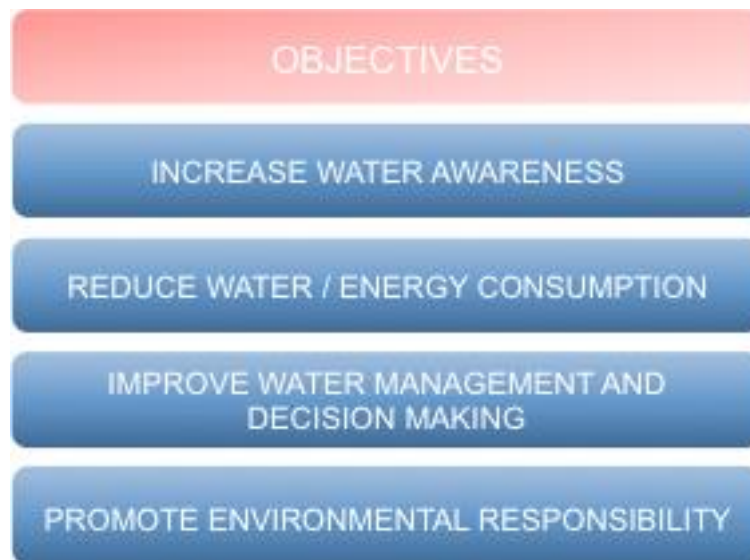 OBJECTIVES
INCREASE WATER AWARENESS
REDUCE WATER / ENERGY CONSUMPTION
IMPROVE WATER MANAGEMENT AND
DECISION MAKING
PROMOTE ENVIRONMENTAL RESPONSIBILITY